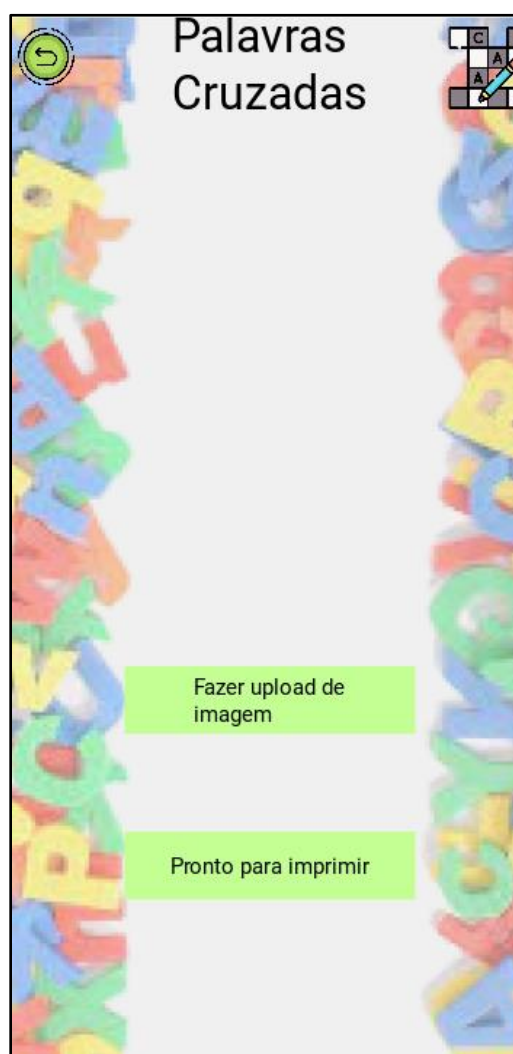 Palavras
Cruzadas
C
A
A
Fazer upload de
imagem
Pronto para imprimir